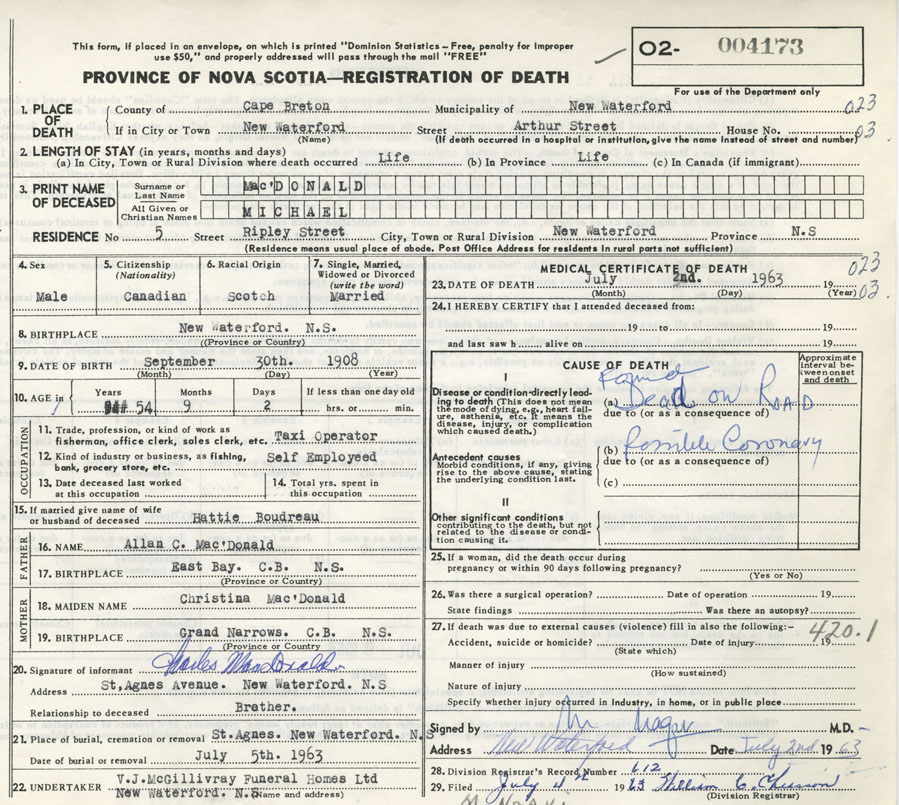 This form, if placed in an envelope, on which is printed "Dominion Statistics – Free, penalty for improper
use $50," and properly addressed will pass through the mail "FREE"
O2- 004173
PROVINCE OF NOVA SCOTIA—REGISTRATION OF DEATH
For use of the Department only
1. PLACE OF DEATH
County of Cape Breton Municipality of New Waterford 023
If in City or Town New Waterford Street Arthur Street House No. 03
(Name) (If death occurred in a hospital or institution, give the name instead of street and number)
2. LENGTH OF STAY (in years, months and days)
(a) In City, Town or Rural Division where death occurred Life (b) In Province Life (c) In Canada (if immigrant)
3. PRINT NAME OF DECEASED
Surname or Last Name Mac'DONALD
All Given or Christian Names MICHAEL
RESIDENCE No 5 Street Ripley Street City, Town or Rural Division New Waterford Province N.S
(Residence means usual place of abode. Post Office Address for residents in rural parts not sufficient)
4. Sex Male
5. Citizenship (Nationality) Canadian
6. Racial Origin Scotch
7. Single, Married, Widowed or Divorced (write the word) Married
8. BIRTHPLACE New Waterford. N.S.
(Province or Country)
9. DATE OF BIRTH September 30th. 1908
(Month) (Day) (Year)
10. AGE in Years Months Days If less than one day old
54 9 2 hrs. or min.
OCCUPATION
11. Trade, profession, or kind of work as
fisherman, office clerk, sales clerk, etc. Taxi Operator
12. Kind of industry or business, as fishing,
bank, grocery store, etc. Self Employeed
13. Date deceased last worked
at this occupation
14. Total yrs. spent in
this occupation
15. If married give name of wife
or husband of deceased Hattie Boudreau
FATHER
16. NAME Allan C. Mac'Donald
17. BIRTHPLACE East Bay. C.B. N.S.
(Province or Country)
MOTHER
18. MAIDEN NAME Christina Mac'Donald
19. BIRTHPLACE Grand Narrows. C.B. N.S.
(Province or Country
20. Signature of informant Charles MacDonald
Address St,Agnes Avenue. New Waterford. N.S
Relationship to deceased Brother.
21. Place of burial, cremation or removal St.Agnes. New Waterford. N.S
Date of burial or removal July 5th. 1963
22. UNDERTAKER V.J.McGillivray Funeral Homes Ltd
New Waterford. N.S (Name and address)
MEDICAL CERTIFICATE OF DEATH 023
23. DATE OF DEATH July 2nd. 1963 19 03
(Month) (Day) (Year)
24. I HEREBY CERTIFY that I attended deceased from:
19 to 19
and last saw h alive on 19
CAUSE OF DEATH
Approximate interval between onset and death
I
Disease or condition directly leading to death (This does not mean
the mode of dying, e.g., heart failure, asthenia, etc. It means the
disease, injury, or complication
which caused death.)
(a) Found Dead on ROAD
due to (or as a consequence of)
Antecedent causes
Morbid conditions, if any, giving
rise to the above cause, stating
the underlying condition last.
(b) Possible Coronary
due to (or as a consequence of)
(c)
II
Other significant conditions
contributing to the death, but not
related to the disease or condition causing it.
25. If a woman, did the death occur during
pregnancy or within 90 days following pregnancy?
(Yes or No)
26. Was there a surgical operation? Date of operation 19
State findings Was there an autopsy?
27. If death was due to external causes (violence) fill in also the following:-
420.1
Accident, suicide or homicide? Date of injury 19
(State which)
Manner of injury
(How sustained)
Nature of injury
Specify whether injury occurred in industry, in home, or in public place
Signed by M.D.
Address New Waterford Date July 2nd 1963
28. Division Registrar's Record Number 112
29. Filed July 4th 1963 William C.
(Division Registrar)